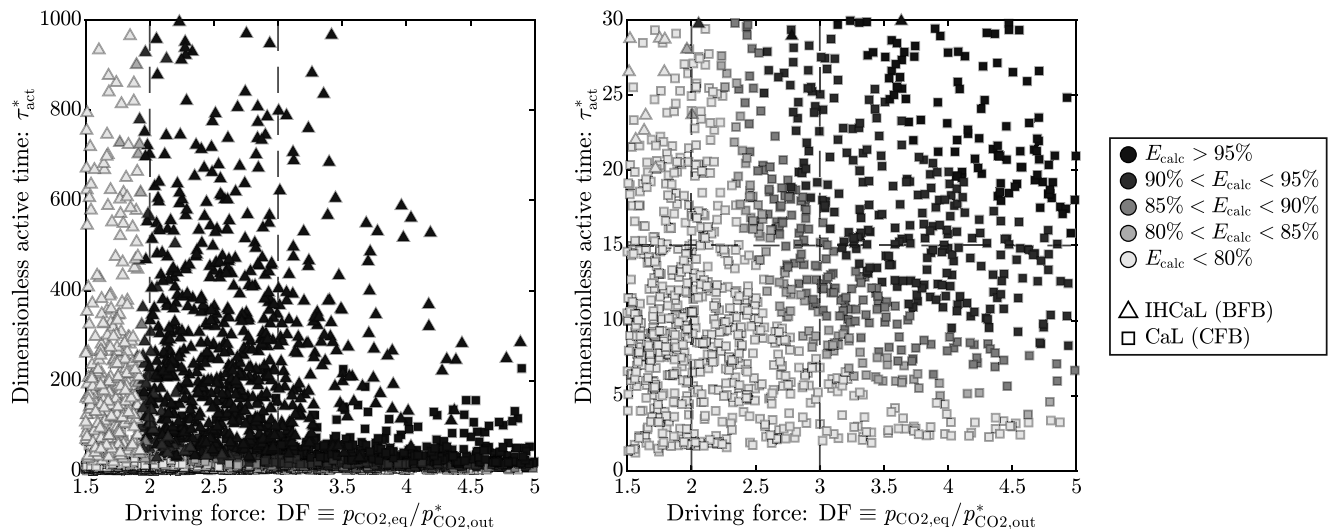 1000
800
600
400
200
0
1.5 2 2.5 3 3.5 4 4.5 5
Dimensionless active time: τ*act
Driving force: DF ≡ pCO2,eq/p*CO2,out
30
25
20
15
10
5
0
1.5 2 2.5 3 3.5 4 4.5 5
Dimensionless active time: τ*act
Driving force: DF ≡ pCO2,eq/p*CO2,out
Ecalc > 95%
90% < Ecalc < 95%
85% < Ecalc < 90%
80% < Ecalc < 85%
Ecalc < 80%
IHCaL (BFB)
CaL (CFB)